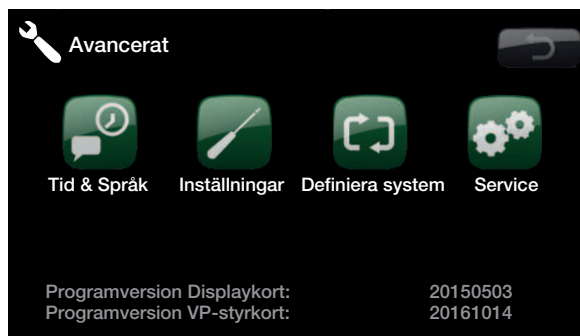 Avancerat
Tid & Språk Inställningar Definiera system Service
Programversion Displaykort: 20150503
Programversion VP-styrkort: 20161014